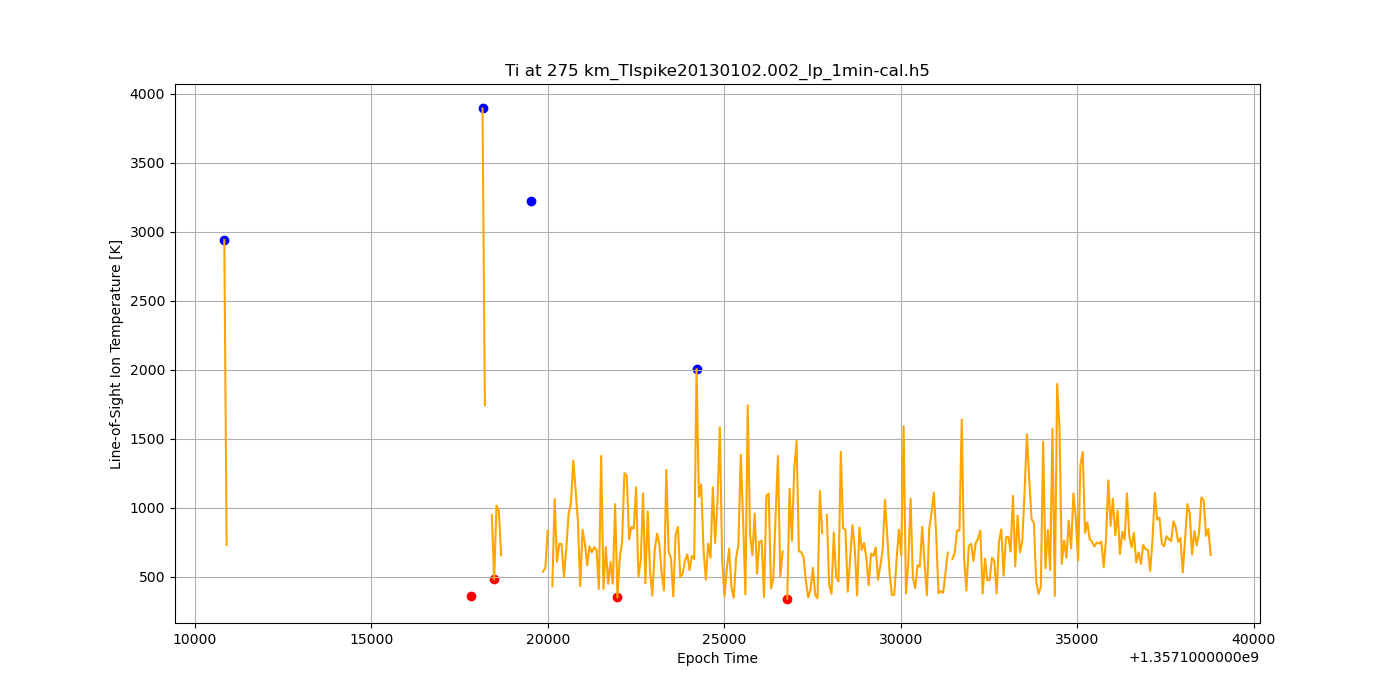 Ti at 275 km_TIspike20130102.002_lp_1min-cal.h5
Line-of-Sight Ion Temperature [K]
4000
3500
3000
2500
2000
1500
1000
500
10000 15000 20000 25000 30000 35000 40000
Epoch Time
+1.3571000000e9